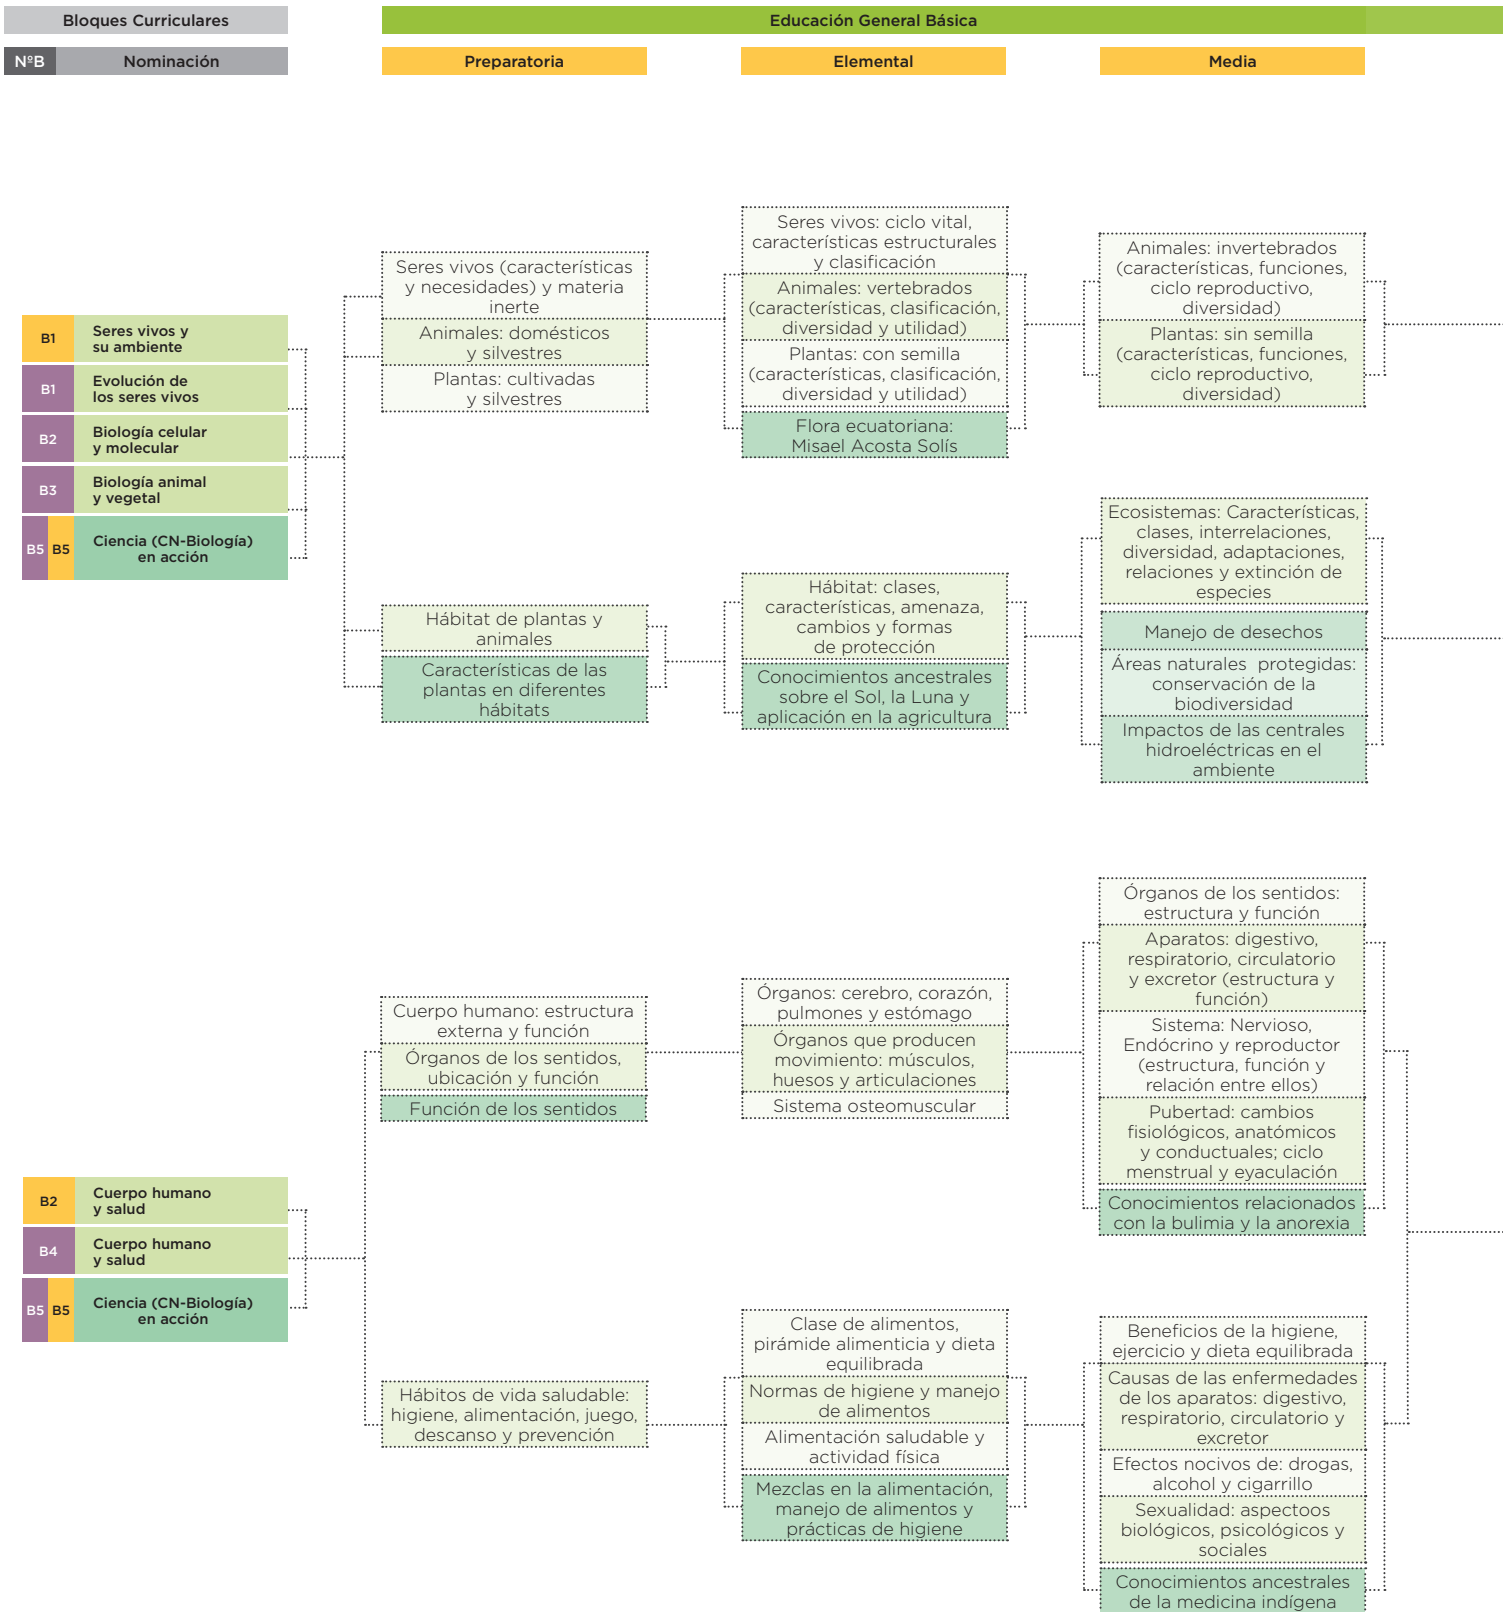 Bloques Curriculares
Educación General Básica
NºB
Nominación
Preparatoria
Elemental
Media
B1
Seres vivos y
su ambiente
B1
Evolución de
los seres vivos
B2
Biología celular
y molecular
B3
Biología animal
y vegetal
B5
B5
Ciencia (CN-Biología)
en acción
Seres vivos (características
y necesidades) y materia
inerte
Animales: domésticos
y silvestres
Plantas: cultivadas
y silvestres
Seres vivos: ciclo vital,
características estructurales
y clasificación
Animales: vertebrados
(características, clasificación,
diversidad y utilidad)
Plantas: con semilla
(características, clasificación,
diversidad y utilidad)
Flora ecuatoriana:
Misael Acosta Solís
Animales: invertebrados
(características, funciones,
ciclo reproductivo,
diversidad)
Plantas: sin semilla
(características, funciones,
ciclo reproductivo,
diversidad)
Hábitat de plantas y
animales
Características de las
plantas en diferentes
hábitats
Hábitat: clases,
características, amenaza,
cambios y formas
de protección
Conocimientos ancestrales
sobre el Sol, la Luna y
aplicación en la agricultura
Ecosistemas: Características,
clases, interrelaciones,
diversidad, adaptaciones,
relaciones y extinción de
especies
Manejo de desechos
Áreas naturales protegidas:
conservación de la
biodiversidad
Impactos de las centrales
hidroeléctricas en el
ambiente
B2
Cuerpo humano
y salud
B4
Cuerpo humano
y salud
B5
B5
Ciencia (CN-Biología)
en acción
Cuerpo humano: estructura
externa y función
Órganos de los sentidos,
ubicación y función
Función de los sentidos
Órganos: cerebro, corazón,
pulmones y estómago
Órganos que producen
movimiento: músculos,
huesos y articulaciones
Sistema osteomuscular
Órganos de los sentidos:
estructura y función
Aparatos: digestivo,
respiratorio, circulatorio
y excretor (estructura y
función)
Sistema: Nervioso,
Endócrino y reproductor
(estructura, función y
relación entre ellos)
Pubertad: cambios
fisiológicos, anatómicos
y conductuales; ciclo
menstrual y eyaculación
Conocimientos relacionados
con la bulimia y la anorexia
Hábitos de vida saludable:
higiene, alimentación, juego,
descanso y prevención
Clase de alimentos,
pirámide alimenticia y dieta
equilibrada
Normas de higiene y manejo
de alimentos
Alimentación saludable y
actividad física
Mezclas en la alimentación,
manejo de alimentos y
prácticas de higiene
Beneficios de la higiene,
ejercicio y dieta equilibrada
Causas de las enfermedades
de los aparatos: digestivo,
respiratorio, circulatorio y
excretor
Efectos nocivos de: drogas,
alcohol y cigarrillo
Sexualidad: aspectoos
biológicos, psicológicos y
sociales
Conocimientos ancestrales
de la medicina indígena